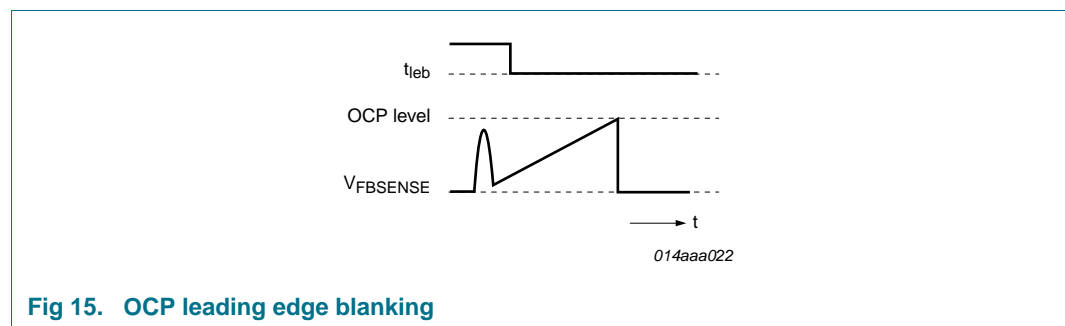 tleb
OCP level
VFBSENSE
t
014aaa022
Fig 15. OCP leading edge blanking